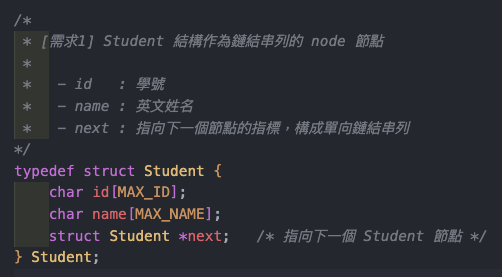 /*
 * [需求1] Student 結構作為鏈結串列的 node 節點
 *
 *   - id   : 學號
 *   - name : 英文姓名
 *   - next : 指向下一個節點的指標，構成單向鏈結串列
*/
typedef struct Student {
    char id[MAX_ID];
    char name[MAX_NAME];
    struct Student *next;   /* 指向下一個 Student 節點 */
} Student;